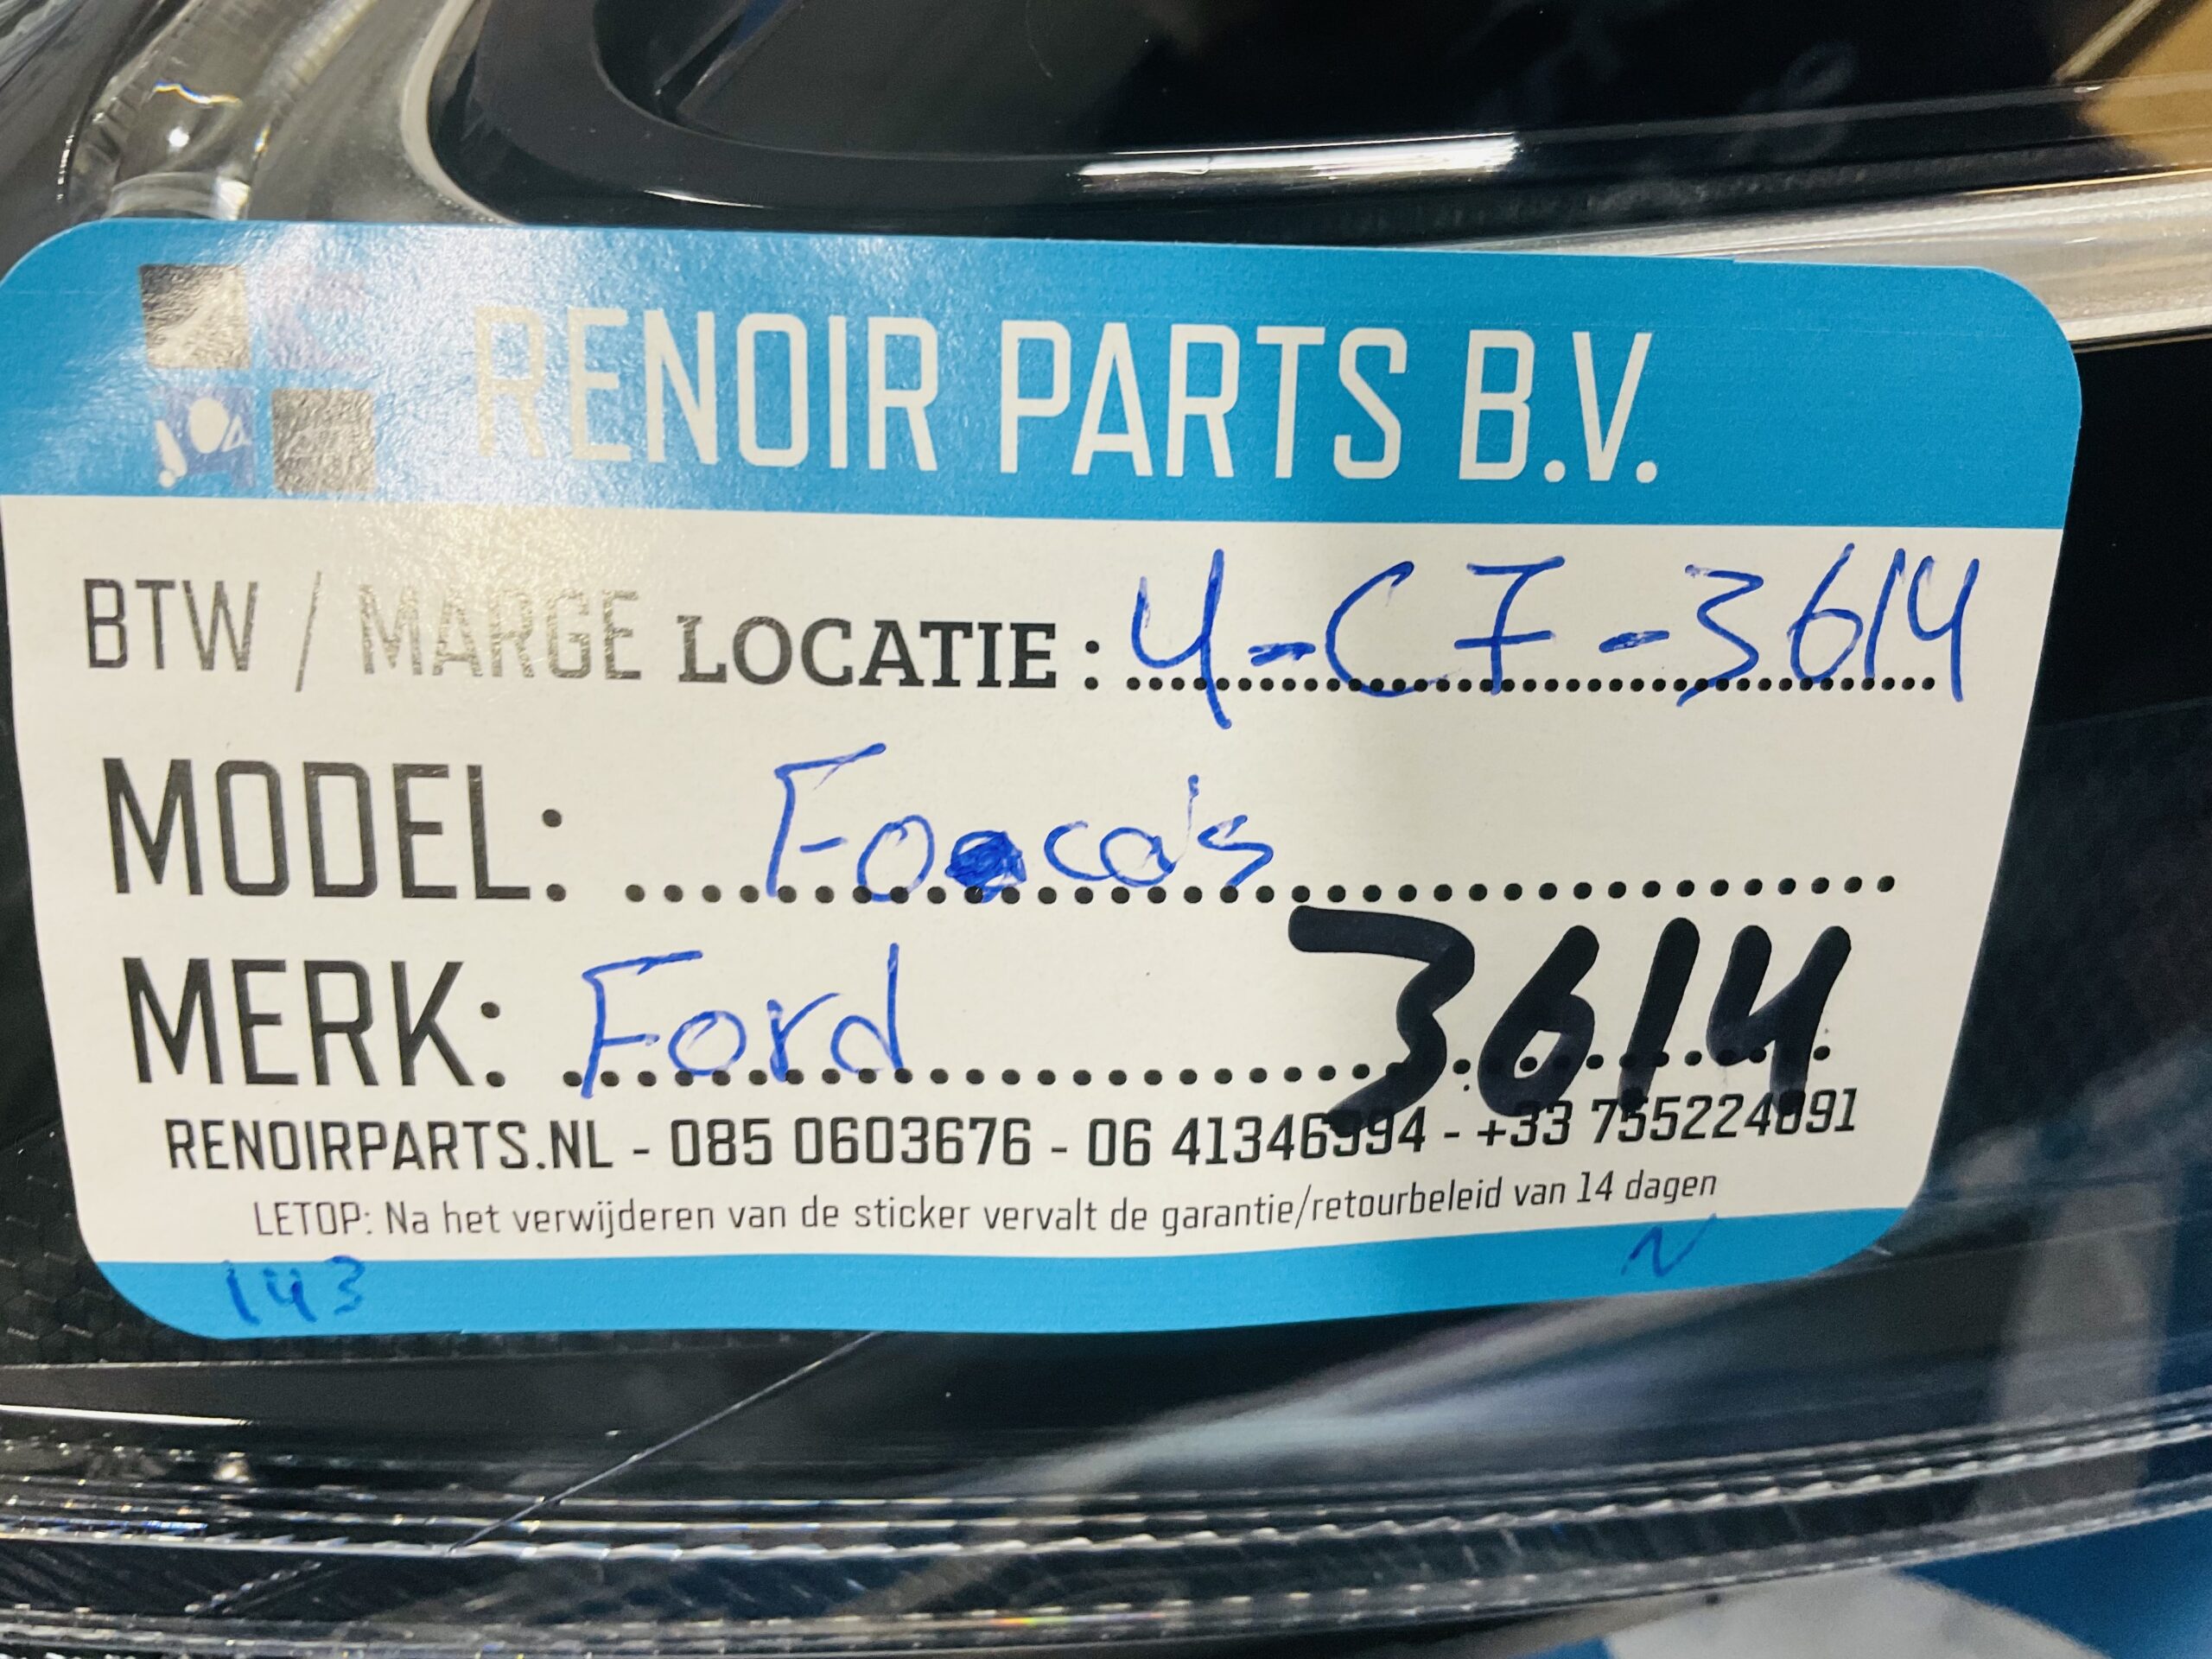 RENOIR PARTS B.V.
BTW / MARGE LOCATIE : 4-C7-3614
MODEL: Focus
MERK: Ford 3614
RENOIRPARTS.NL - 085 0603676 - 06 41346994 - +33 755224891
LETOP: Na het verwijderen van de sticker vervalt de garantie/retourbeleid van 14 dagen
143 N